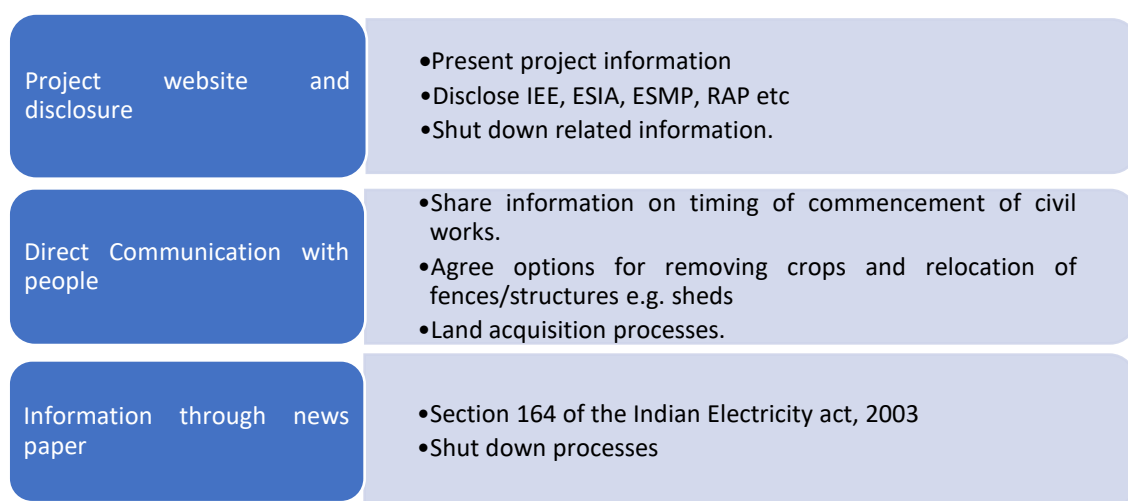 Project website and
disclosure
•Present project information
•Disclose IEE, ESIA, ESMP, RAP etc
•Shut down related information.
Direct Communication with
people
•Share information on timing of commencement of civil
works.
•Agree options for removing crops and relocation of
fences/structures e.g. sheds
•Land acquisition processes.
Information through news
paper
•Section 164 of the Indian Electricity act, 2003
•Shut down processes